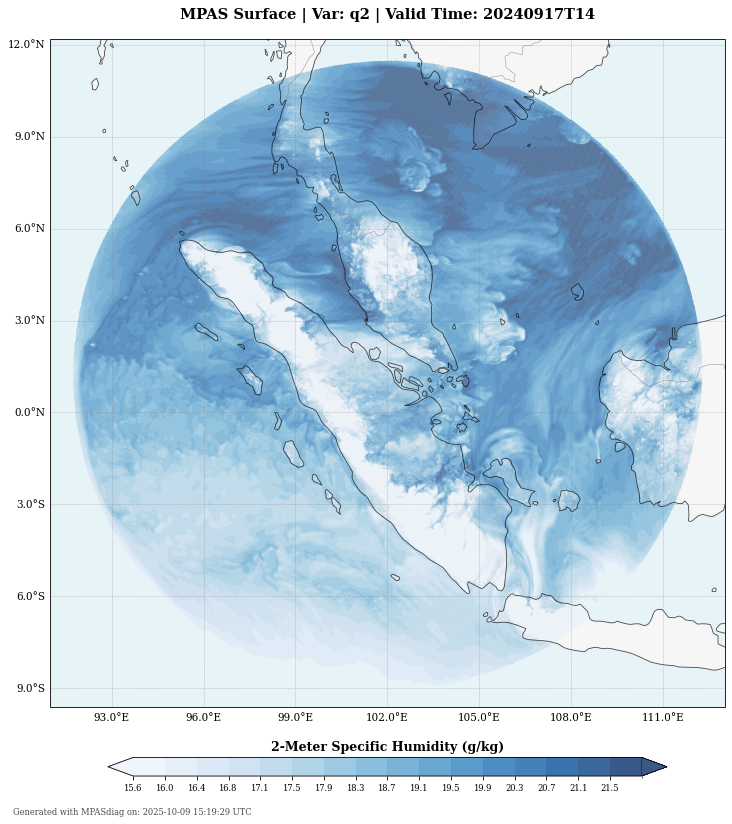 MPAS Surface | Var: q2 | Valid Time: 20240917T14
12.0°N
9.0°N
6.0°N
3.0°N
0.0°N
3.0°S
6.0°S
9.0°S
93.0°E 96.0°E 99.0°E 102.0°E 105.0°E 108.0°E 111.0°E
2-Meter Specific Humidity (g/kg)
15.6 16.0 16.4 16.8 17.1 17.5 17.9 18.3 18.7 19.1 19.5 19.9 20.3 20.7 21.1 21.5
Generated with MPASdiag on: 2025-10-09 15:19:29 UTC